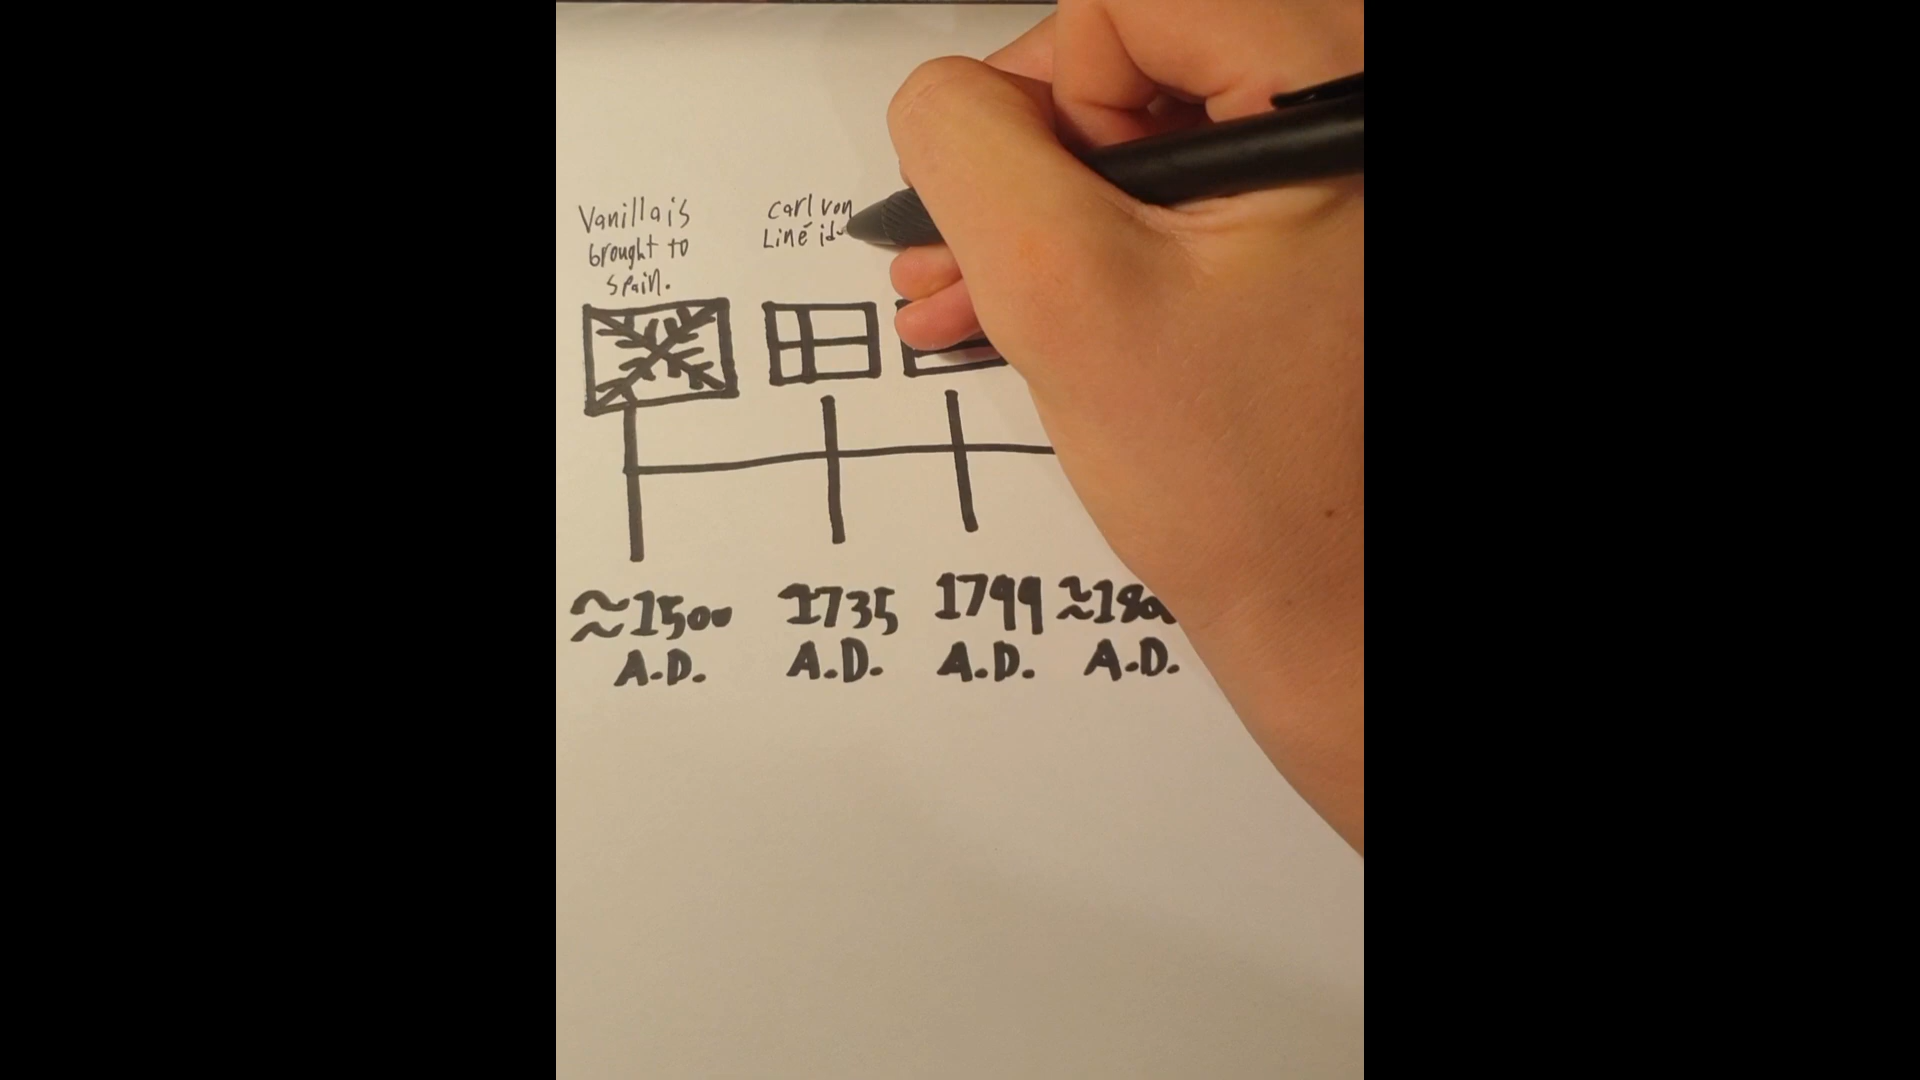 Vanilla is
brought to
spain.
Carl von
Liné
≈1500
A.D.
1735
A.D.
1799
A.D.
A.D.